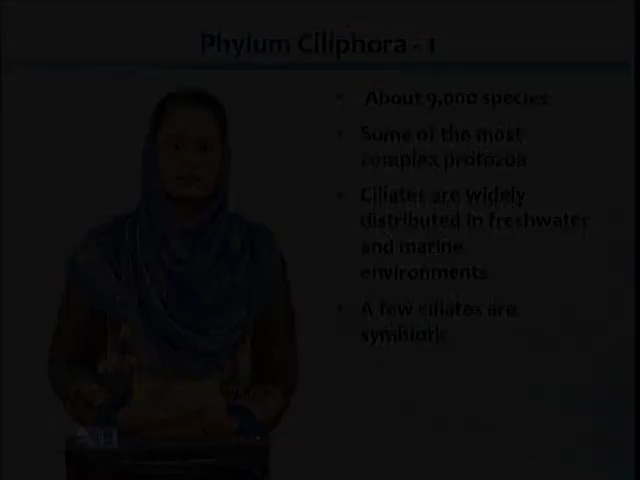 Phylum Ciliphora - 1
About 9,000 species
Some of the most
complex protozoa
Ciliates are widely
distributed in freshwater
and marine
environments
A few ciliates are
symbiotic